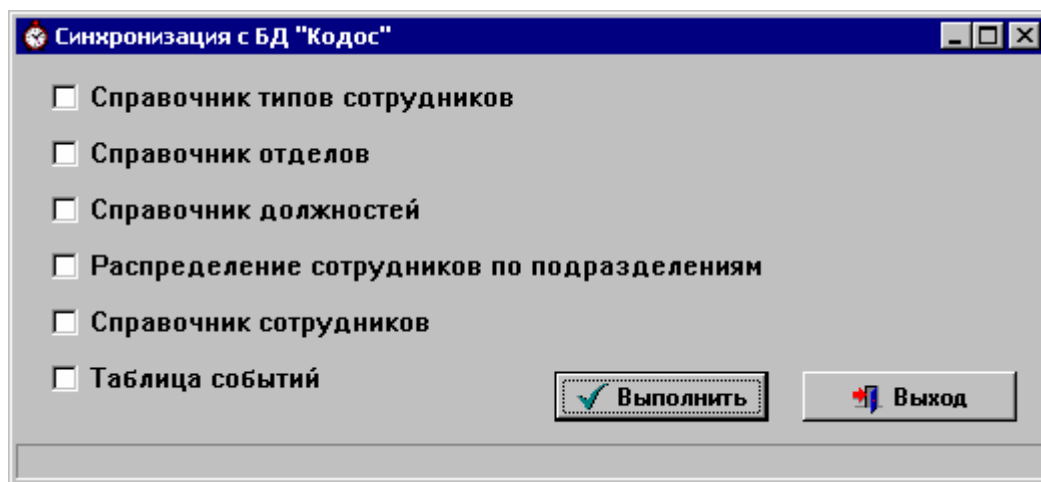 Синхронизация с БД "Кодос"
Справочник типов сотрудников
Справочник отделов
Справочник должностей
Распределение сотрудников по подразделениям
Справочник сотрудников
Таблица событий
Выполнить
Выход